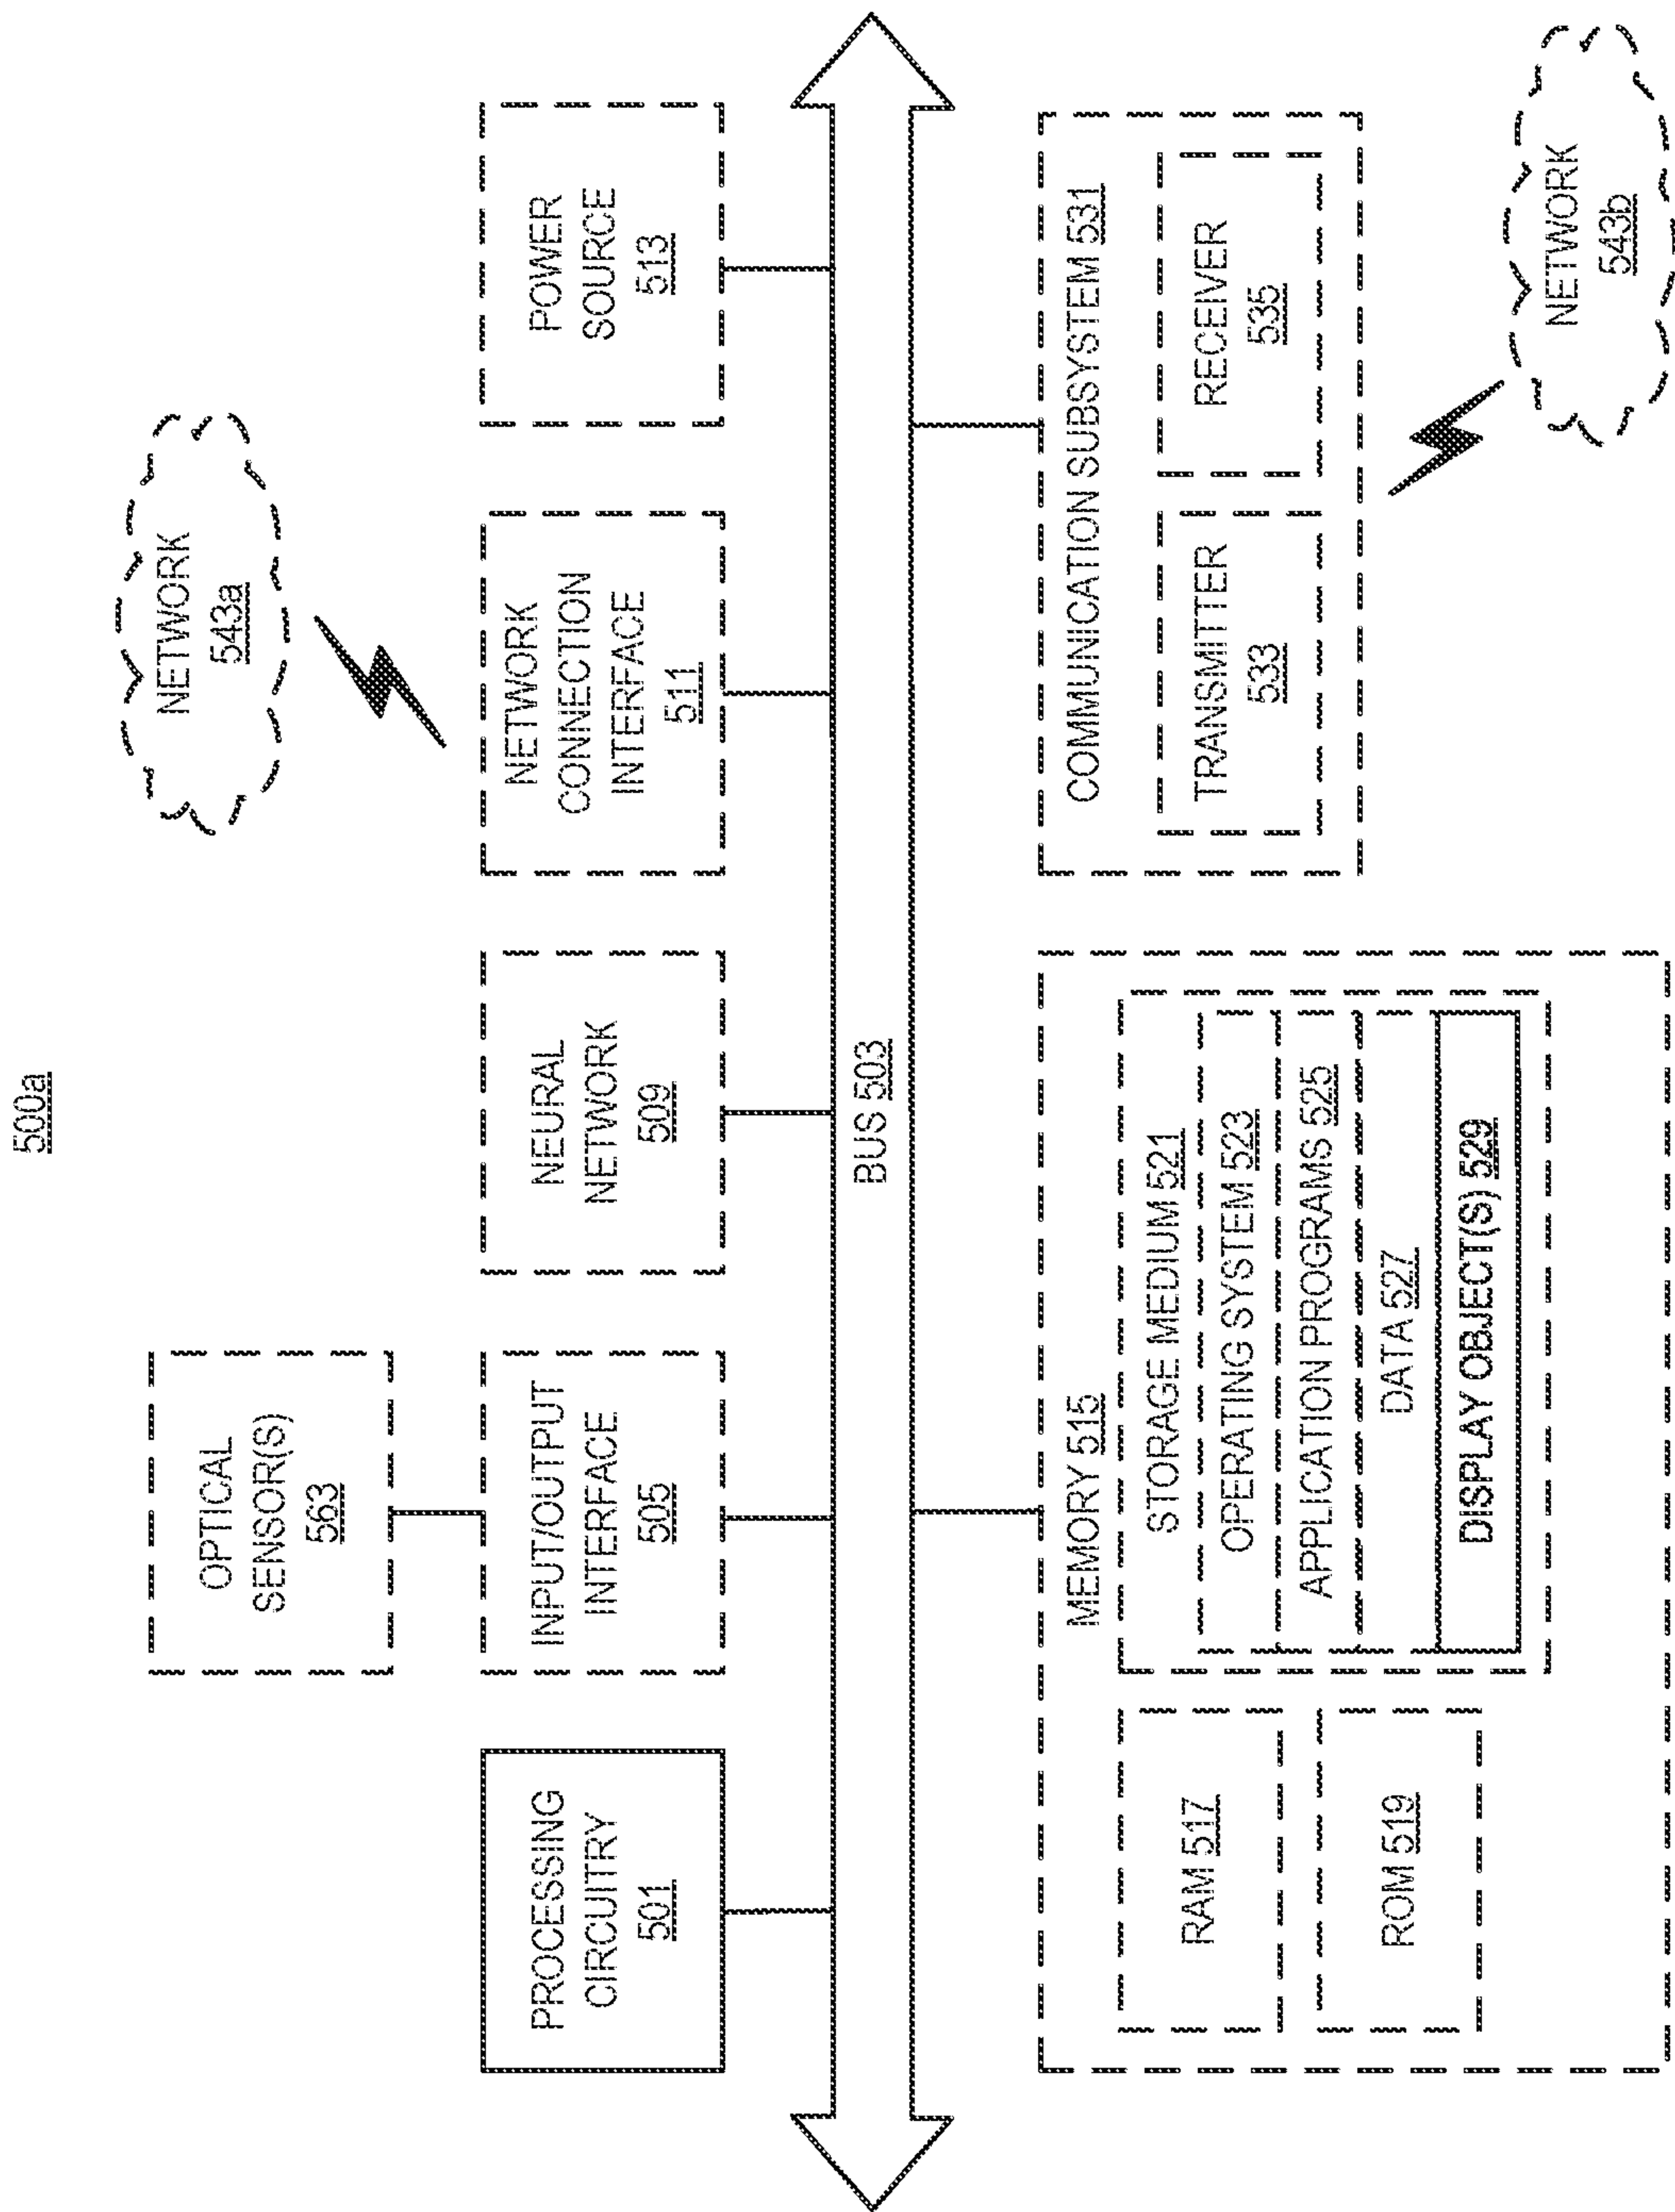 500a
NETWORK
543a
OPTICAL
SENSOR(S)
563
PROCESSING
CIRCUITRY
501
INPUT/OUTPUT
INTERFACE
505
NEURAL
NETWORK
509
NETWORK
CONNECTION
INTERFACE
511
POWER
SOURCE
513
BUS 503
MEMORY 515
RAM 517
ROM 519
STORAGE MEDIUM 521
OPERATING SYSTEM 523
APPLICATION PROGRAMS 525
DATA 527
DISPLAY OBJECT(S) 529
COMMUNICATION SUBSYSTEM 531
TRANSMITTER
533
RECEIVER
535
NETWORK
543b